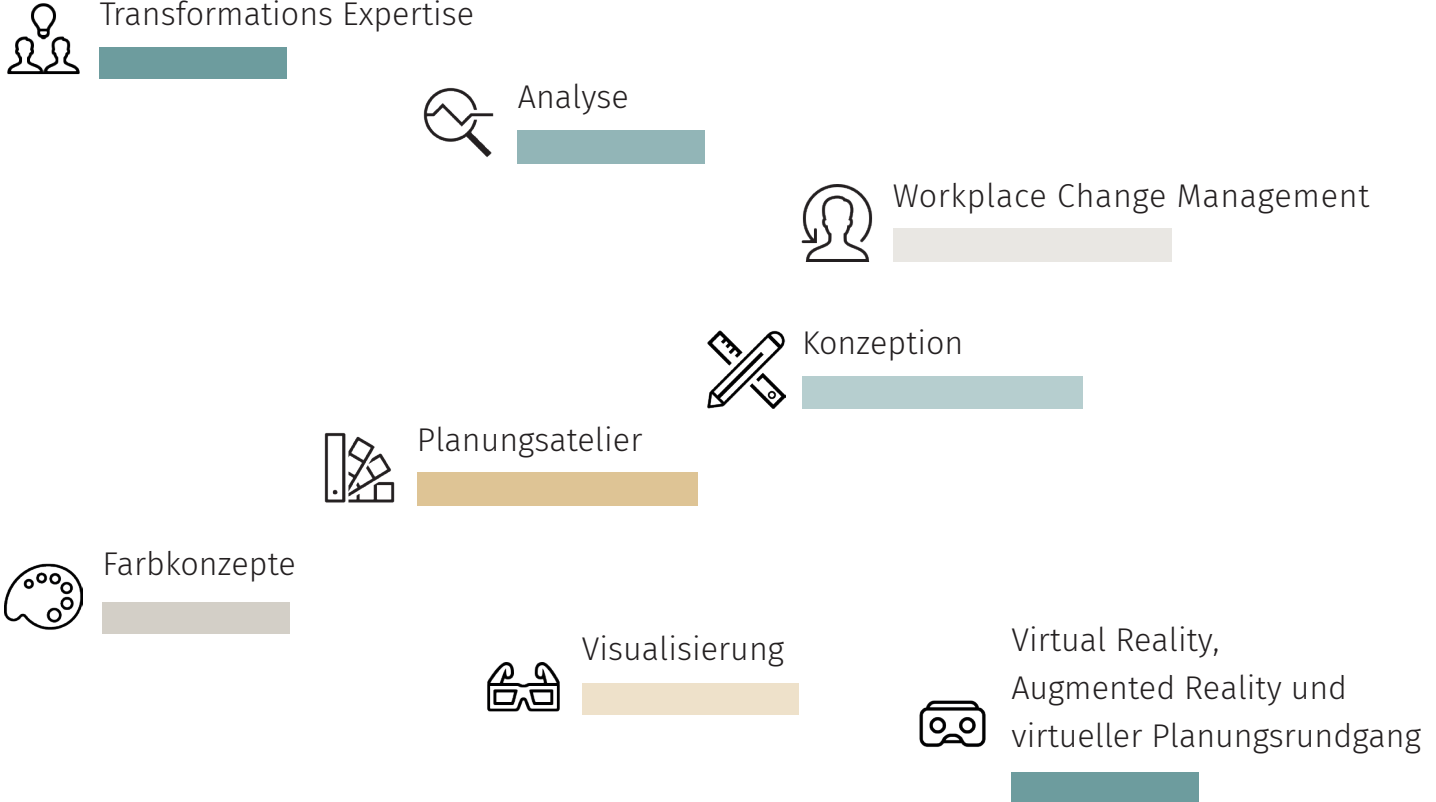 Transformations Expertise
Analyse
Workplace Change Management
Konzeption
Planungsatelier
Farbkonzepte
Visualisierung
Virtual Reality,
Augmented Reality und
virtueller Planungsrundgang